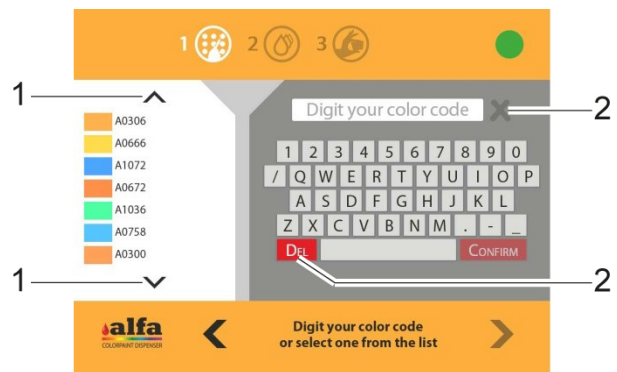 1 2 3
1 2
Digit your color code
A0306
A0666
A1072
A0672
A1036
A0758
A0300
1 2 3 4 5 6 7 8 9 0
/ Q W E R T Y U I O P
A S D F G H J K L
Z X C V B N M . - _
DEL CONFIRM
1 2
alfa
COLORPAINT DISPENSER
Digit your color code
or select one from the list